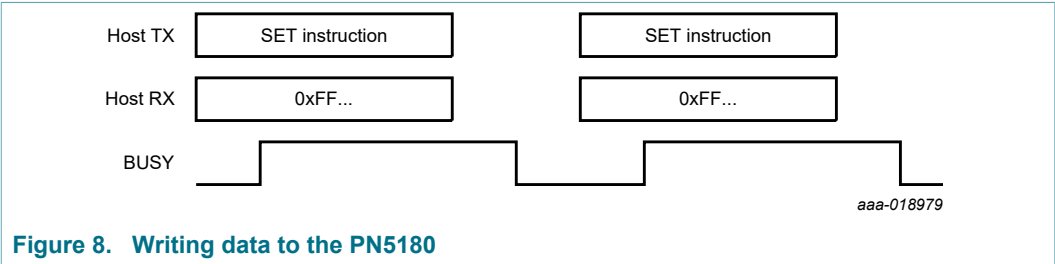 Host TX SET instruction SET instruction
Host RX 0xFF... 0xFF...
BUSY
aaa-018979
Figure 8. Writing data to the PN5180